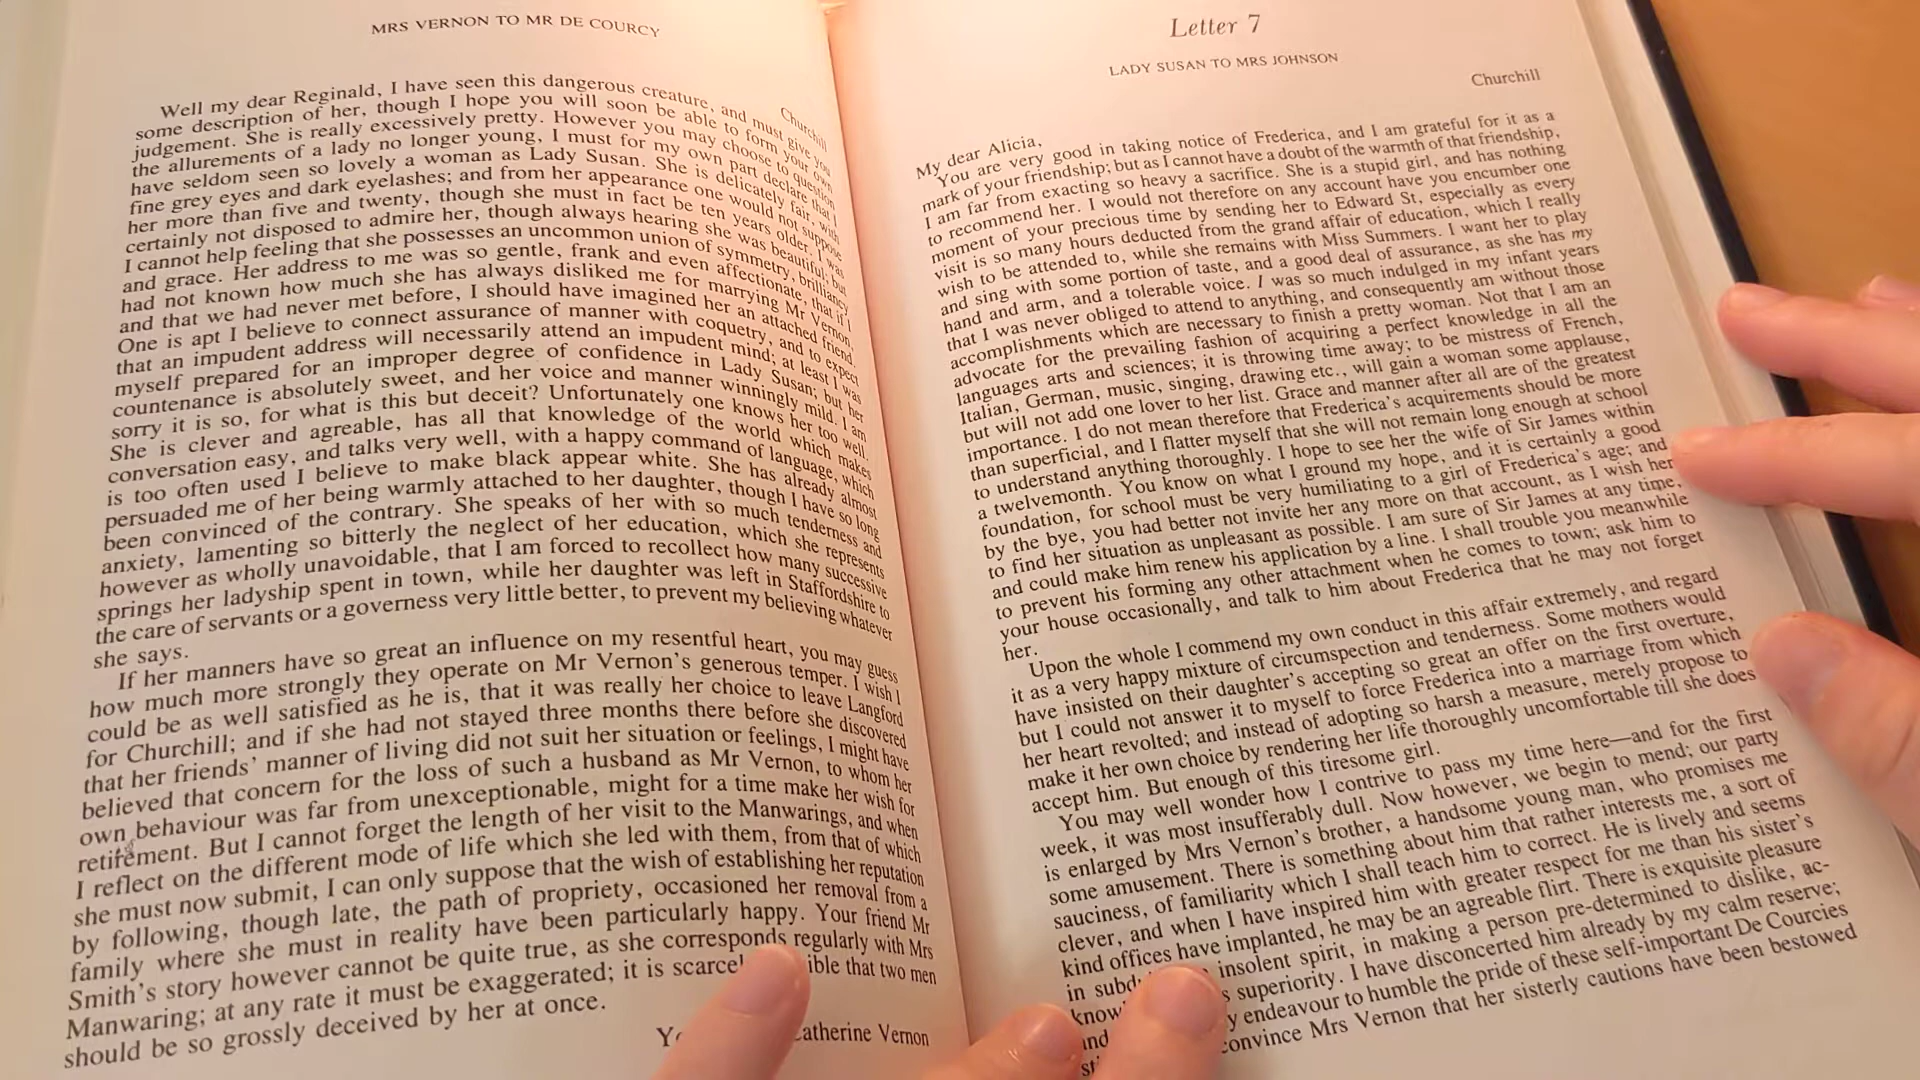 MRS VERNON TO MR DE COURCY
Churchill
Well my dear Reginald, I have seen this dangerous creature, and must give you
some description of her, though I hope you will soon be able to form your own
judgement. She is really excessively pretty. However you may choose to question
the allurements of a lady no longer young, I must for my own part declare that I
have seldom seen so lovely a woman as Lady Susan. She is delicately fair, with
fine grey eyes and dark eyelashes; and from her appearance one would not suppose
her more than five and twenty, though she must in fact be ten years older. I was
certainly not disposed to admire her, though always hearing she was beautiful; but
I cannot help feeling that she possesses an uncommon union of symmetry, brilliancy
and grace. Her address to me was so gentle, frank and even affectionate, that if I
had not known how much she has always disliked me for marrying Mr Vernon,
and that we had never met before, I should have imagined her an attached friend.
One is apt I believe to connect assurance of manner with coquetry, and to expect
that an impudent address will necessarily attend an impudent mind; at least I was
myself prepared for an improper degree of confidence in Lady Susan; but her
countenance is absolutely sweet, and her voice and manner winningly mild. I am
sorry it is so, for what is this but deceit? Unfortunately one knows her too well.
She is clever and agreeable, has all that knowledge of the world which makes
conversation easy, and talks very well, with a happy command of language, which
is too often used I believe to make black appear white. She has already almost
persuaded me of her being warmly attached to her daughter, though I have so long
been convinced of the contrary. She speaks of her with so much tenderness and
anxiety, lamenting so bitterly the neglect of her education, which she represents
however as wholly unavoidable, that I am forced to recollect how many successive
springs her ladyship spent in town, while her daughter was left in Staffordshire to
the care of servants or a governess very little better, to prevent my believing whatever
she says.
If her manners have so great an influence on my resentful heart, you may guess
how much more strongly they operate on Mr Vernon's generous temper. I wish I
could be as well satisfied as he is, that it was really her choice to leave Langford
for Churchill; and if she had not stayed three months there before she discovered
that her friends' manner of living did not suit her situation or feelings, I might have
believed that concern for the loss of such a husband as Mr Vernon, to whom her
own behaviour was far from unexceptionable, might for a time make her wish for
retirement. But I cannot forget the length of her visit to the Manwarings, and when
I reflect on the different mode of life which she led with them, from that of which
she must now submit, I can only suppose that the wish of establishing her reputation
by following, though late, the path of propriety, occasioned her removal from a
family where she must in reality have been particularly happy. Your friend Mr
Smith's story however cannot be quite true, as she corresponds regularly with Mrs
Manwaring; at any rate it must be exaggerated; it is that two men
should be so grossly deceived by her at once.
Catherine Vernon
Letter 7
LADY SUSAN TO MRS JOHNSON
Churchill
My dear Alicia,
You are very good in taking notice of Frederica, and I am grateful for it as a
mark of your friendship; but as I cannot have a doubt of the warmth of that friendship,
I am far from exacting so heavy a sacrifice. She is a stupid girl, and has nothing
to recommend her. I would not therefore on any account have you encumber one
moment of your precious time by sending her to Edward St, especially as every
visit is so many hours deducted from the grand affair of education, which I really
wish to be attended to, while she remains with Miss Summers. I want her to play
and sing with some portion of taste, and a good deal of assurance, as she has my
hand and arm, and a tolerable voice. I was so much indulged in my infant years
that I was never obliged to attend to anything, and consequently am without those
accomplishments which are necessary to finish a pretty woman. Not that I am an
advocate for the prevailing fashion of acquiring a perfect knowledge in all the
languages arts and sciences; it is throwing time away; to be mistress of French,
Italian, German, music, singing, drawing etc., will gain a woman some applause,
but will not add one lover to her list. Grace and manner after all are of the greatest
importance. I do not mean therefore that Frederica's acquirements should be more
than superficial, and I flatter myself that she will not remain long enough at school
to understand anything thoroughly. I hope to see her the wife of Sir James within
a twelvemonth. You know on what I ground my hope, and it is certainly a good
foundation, for school must be very humiliating to a girl of Frederica's age; and
by the bye, you had better not invite her any more on that account, as I wish her
to find her situation as unpleasant as possible. I am sure of Sir James at any time,
and could make him renew his application by a line. I shall trouble you meanwhile
to prevent his forming any other attachment when he comes to town; ask him to
your house occasionally, and talk to him about Frederica that he may not forget
her.
Upon the whole I commend my own conduct in this affair extremely, and regard
it as a very happy mixture of circumspection and tenderness. Some mothers would
have insisted on their daughter's accepting so great an offer on the first overture,
but I could not answer it to myself to force Frederica into a marriage from which
her heart revolted; and instead of adopting so harsh a measure, merely propose to
make it her own choice by rendering her life thoroughly uncomfortable till she does
accept him. But enough of this tiresome girl.
You may well wonder how I contrive to pass my time here—and for the first
week, it was most insufferably dull. Now however, we begin to mend; our party
is enlarged by Mrs Vernon's brother, a handsome young man, who promises me
some amusement. There is something about him that rather interests me, a sort of
sauciness, of familiarity which I shall teach him to correct. He is lively and seems
clever, and when I have inspired him with greater respect for me than his sister's
kind offices have implanted, he may be an agreeable flirt. There is exquisite pleasure
in insolent spirit, in making a person pre-determined to dislike, ac-
superiority. I have disconcerted him already by my calm reserve;
endeavour to humble the pride of these self-important De Courcies
convince Mrs Vernon that her sisterly cautions have been bestowed